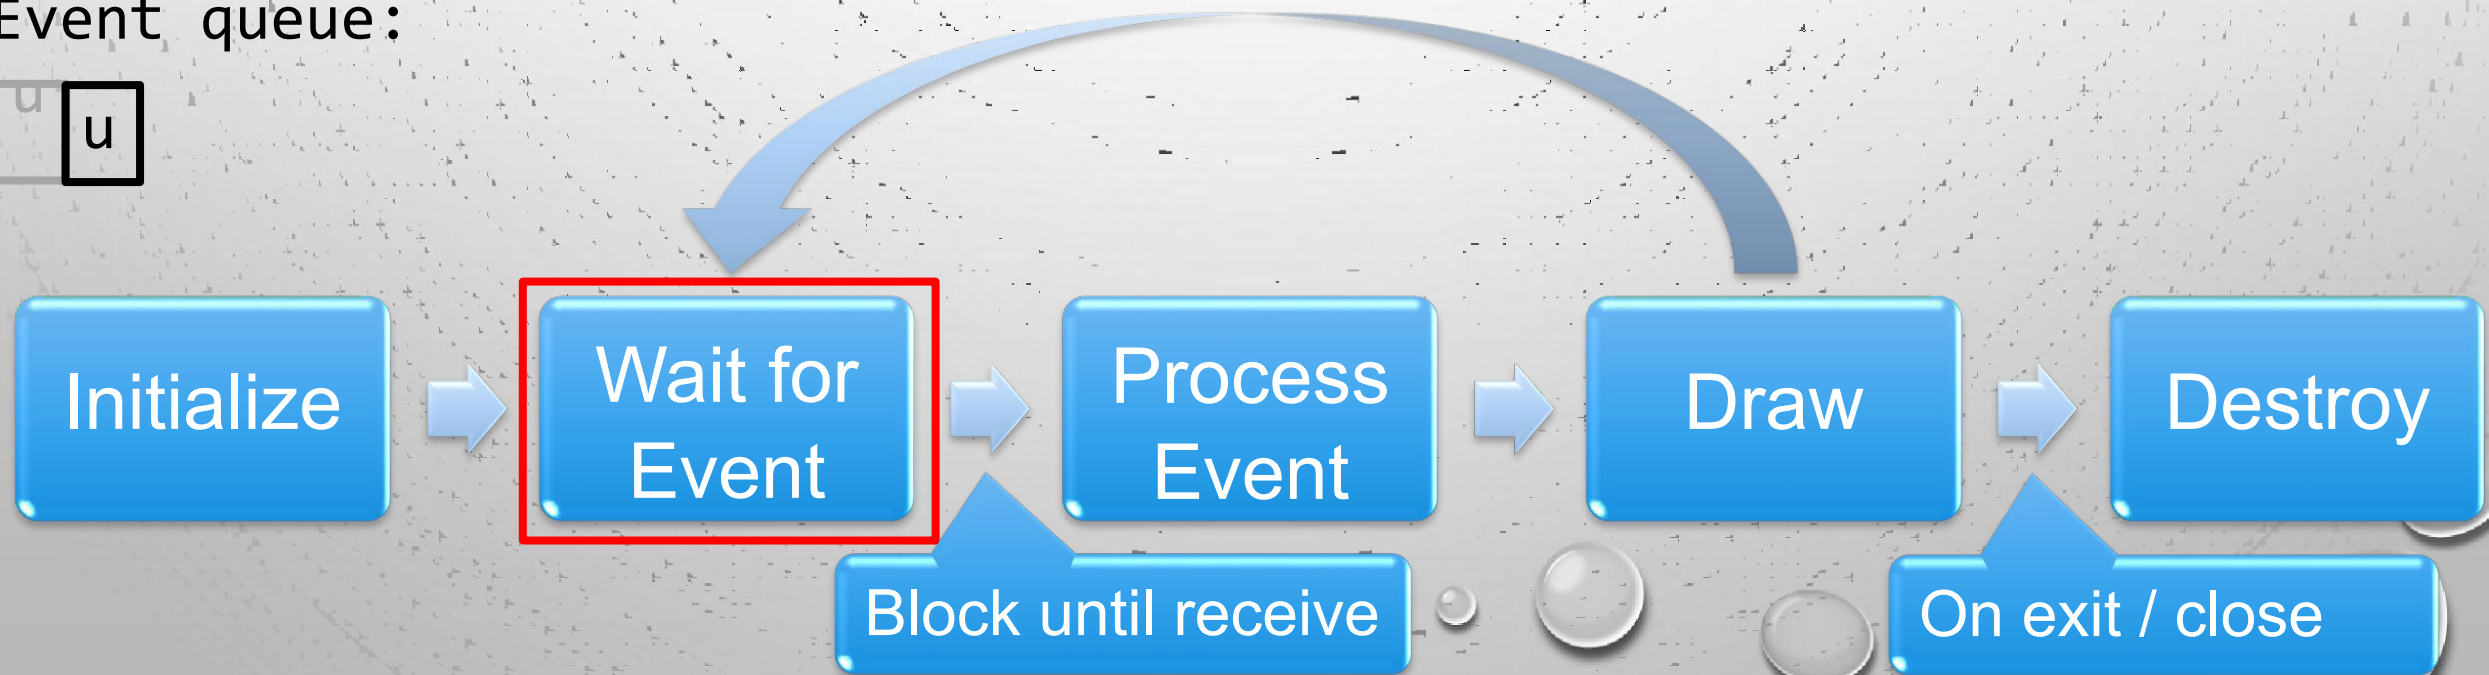 Event queue:
u
u
Initialize
Wait for
Event
Process
Event
Draw
Destroy
Block until receive
On exit / close